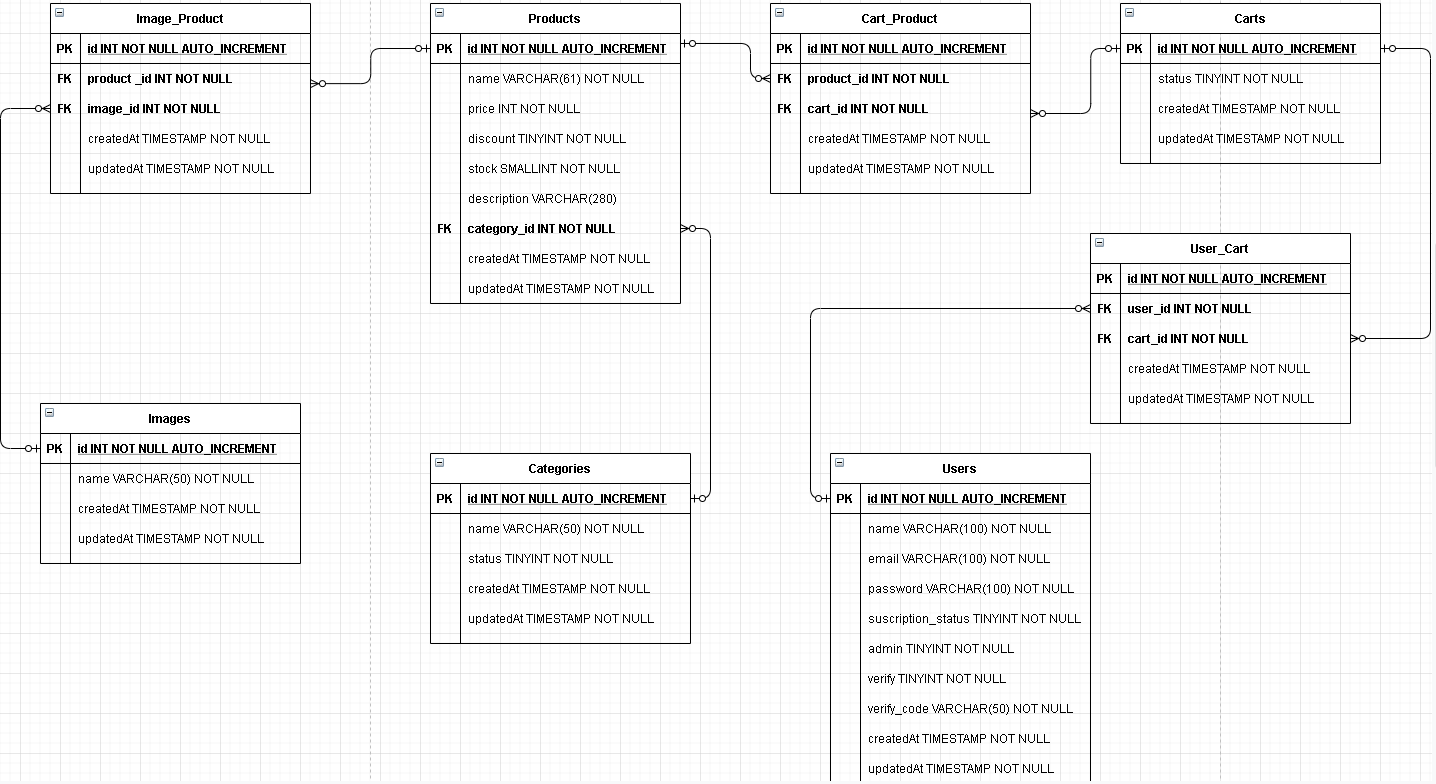 Image_Product
PK id INT NOT NULL AUTO_INCREMENT
FK product _id INT NOT NULL
FK image_id INT NOT NULL
createdAt TIMESTAMP NOT NULL
updatedAt TIMESTAMP NOT NULL
Products
PK id INT NOT NULL AUTO_INCREMENT
name VARCHAR(61) NOT NULL
price INT NOT NULL
discount TINYINT NOT NULL
stock SMALLINT NOT NULL
description VARCHAR(280)
FK category_id INT NOT NULL
createdAt TIMESTAMP NOT NULL
updatedAt TIMESTAMP NOT NULL
Cart_Product
PK id INT NOT NULL AUTO_INCREMENT
FK product_id INT NOT NULL
FK cart_id INT NOT NULL
createdAt TIMESTAMP NOT NULL
updatedAt TIMESTAMP NOT NULL
Carts
PK id INT NOT NULL AUTO_INCREMENT
status TINYINT NOT NULL
createdAt TIMESTAMP NOT NULL
updatedAt TIMESTAMP NOT NULL
User_Cart
PK id INT NOT NULL AUTO_INCREMENT
FK user_id INT NOT NULL
FK cart_id INT NOT NULL
createdAt TIMESTAMP NOT NULL
updatedAt TIMESTAMP NOT NULL
Images
PK id INT NOT NULL AUTO_INCREMENT
name VARCHAR(50) NOT NULL
createdAt TIMESTAMP NOT NULL
updatedAt TIMESTAMP NOT NULL
Categories
PK id INT NOT NULL AUTO_INCREMENT
name VARCHAR(50) NOT NULL
status TINYINT NOT NULL
createdAt TIMESTAMP NOT NULL
updatedAt TIMESTAMP NOT NULL
Users
PK id INT NOT NULL AUTO_INCREMENT
name VARCHAR(100) NOT NULL
email VARCHAR(100) NOT NULL
password VARCHAR(100) NOT NULL
suscription_status TINYINT NOT NULL
admin TINYINT NOT NULL
verify TINYINT NOT NULL
verify_code VARCHAR(50) NOT NULL
createdAt TIMESTAMP NOT NULL
updatedAt TIMESTAMP NOT NULL